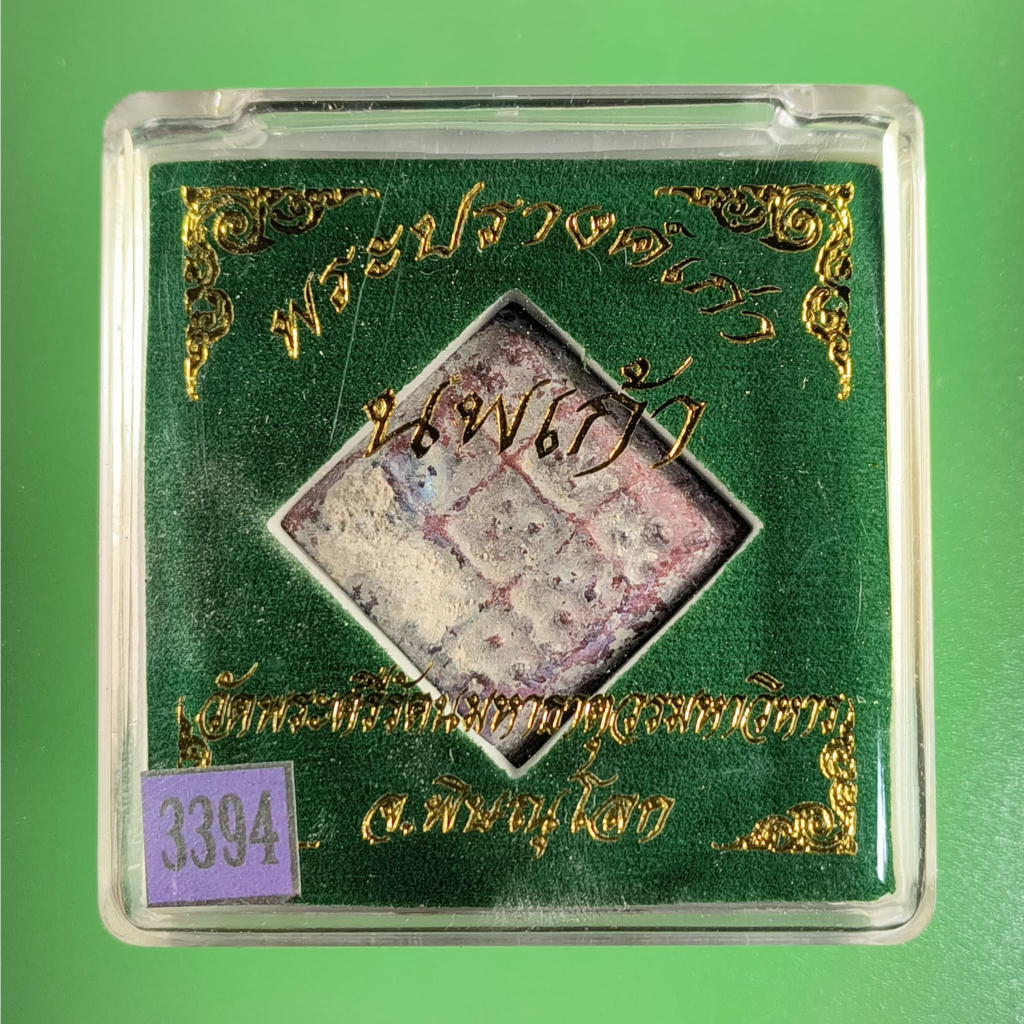 พระปรางค์เก่า
นพเก้า
วัดพระศรีรัตนมหาธาตุวรมหาวิหาร
จ.พิษณุโลก
3394